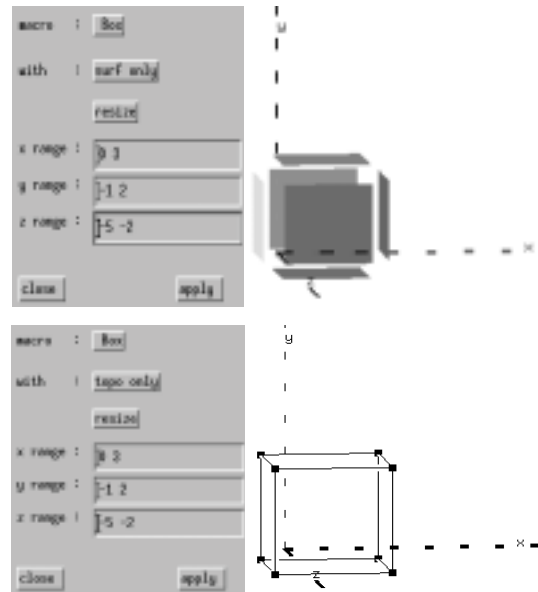 macro : Box
with : surf only
resize
x range : 0 3
y range : -1 2
z range : -5 -2
close apply
y
x
macro : Box
with : topo only
resize
x range : 0 3
y range : -1 2
z range : -5 -2
close apply
y
x
z